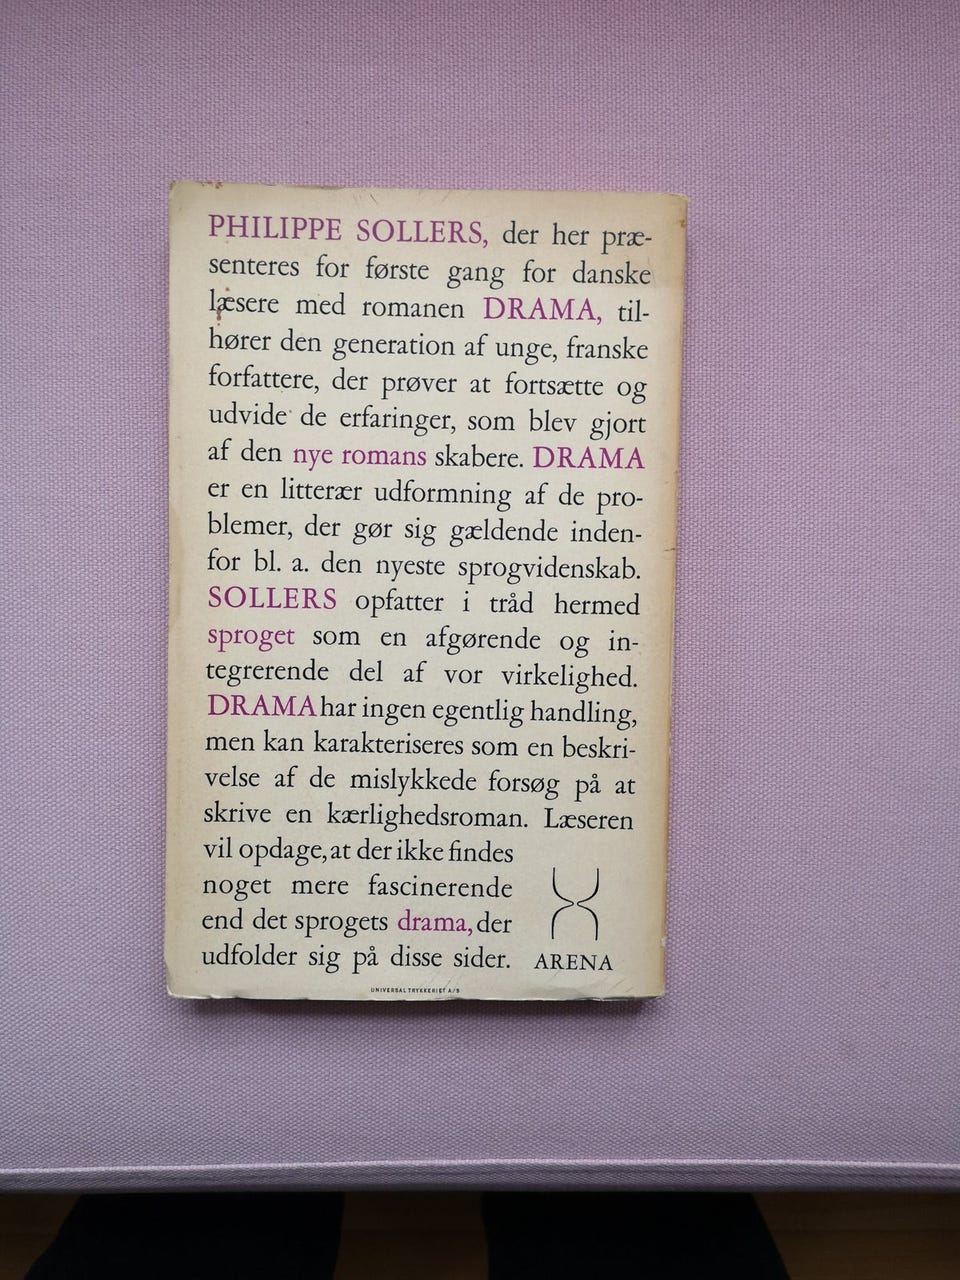 PHILIPPE SOLLERS, der her præ-
senteres for første gang for danske
læsere med romanen DRAMA, til-
hører den generation af unge, franske
forfattere, der prøver at fortsætte og
udvide de erfaringer, som blev gjort
af den nye romans skabere. DRAMA
er en litterær udformning af de pro-
blemer, der gør sig gældende inden-
for bl. a. den nyeste sprogvidenskab.
SOLLERS opfatter i tråd hermed
sproget som en afgørende og in-
tegrerende del af vor virkelighed.
DRAMA har ingen egentlig handling,
men kan karakteriseres som en beskri-
velse af de mislykkede forsøg på at
skrive en kærlighedsroman. Læseren
vil opdage, at der ikke findes
noget mere fascinerende
end det sprogets drama, der
udfolder sig på disse sider.
ARENA
UNIVERSAL TRYKKERIET A/S